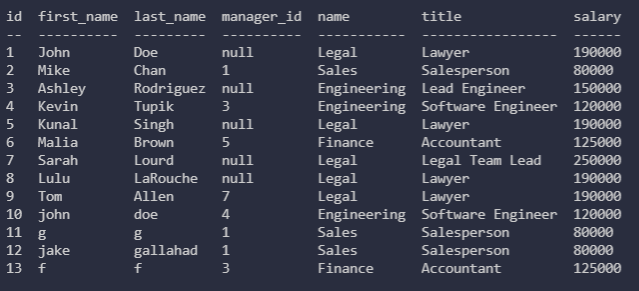 id first_name last_name manager_id name title salary
-- ---------- --------- ---------- ----------- ----------------- ------
1 John Doe null Legal Lawyer 190000
2 Mike Chan 1 Sales Salesperson 80000
3 Ashley Rodriguez null Engineering Lead Engineer 150000
4 Kevin Tupik 3 Engineering Software Engineer 120000
5 Kunal Singh null Legal Lawyer 190000
6 Malia Brown 5 Finance Accountant 125000
7 Sarah Lourd null Legal Legal Team Lead 250000
8 Lulu LaRouche null Legal Lawyer 190000
9 Tom Allen 7 Legal Lawyer 190000
10 john doe 4 Engineering Software Engineer 120000
11 g g 1 Sales Salesperson 80000
12 jake gallahad 1 Sales Salesperson 80000
13 f f 3 Finance Accountant 125000